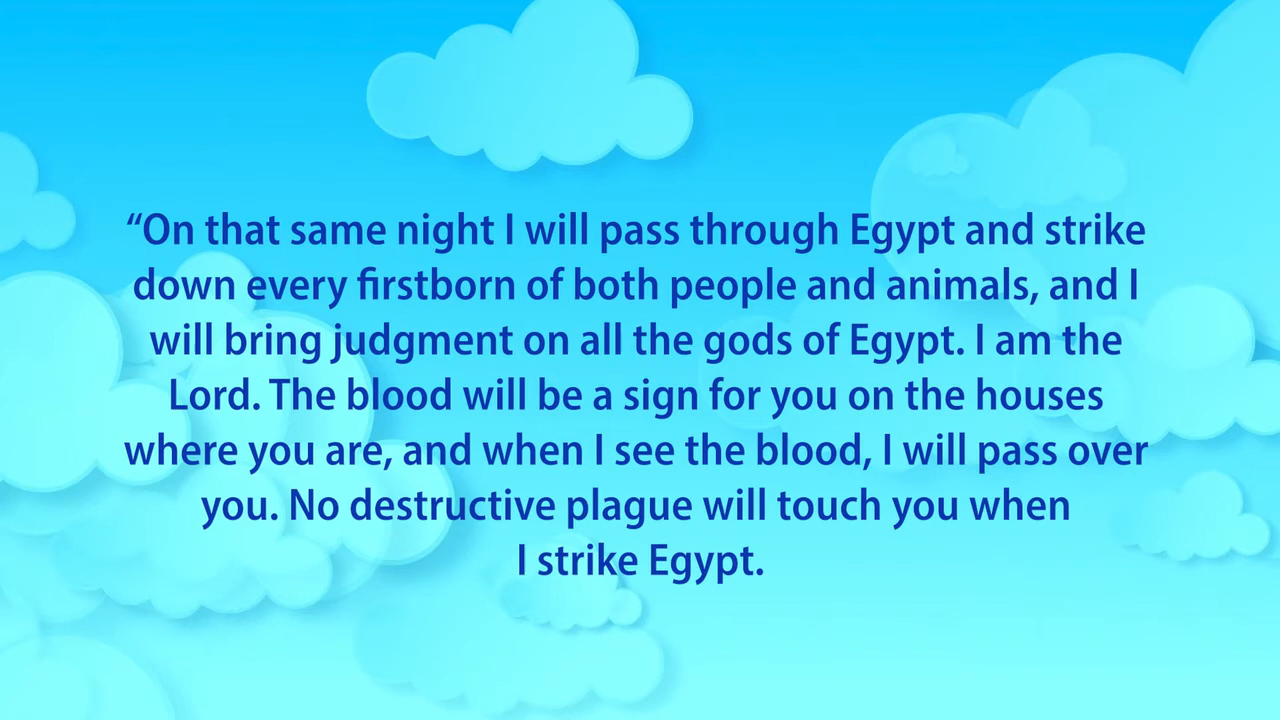 “On that same night I will pass through Egypt and strike
down every firstborn of both people and animals, and I
will bring judgment on all the gods of Egypt. I am the
Lord. The blood will be a sign for you on the houses
where you are, and when I see the blood, I will pass over
you. No destructive plague will touch you when
I strike Egypt.